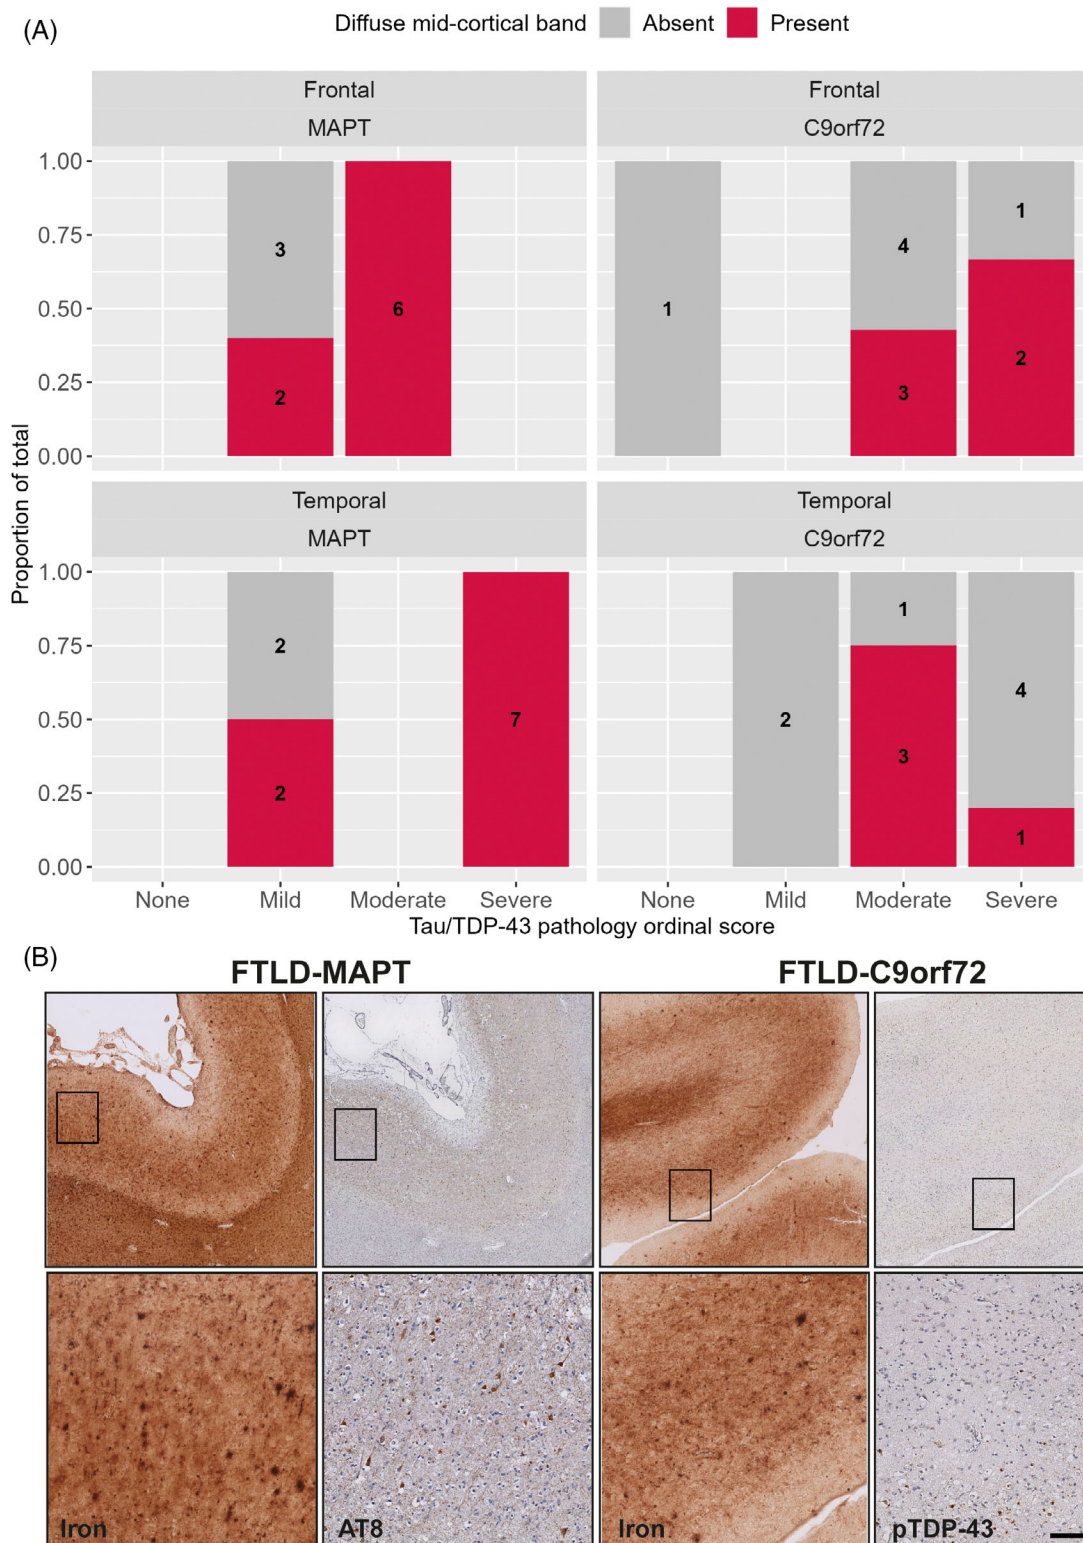 (A)
Diffuse mid-cortical band Absent Present
Frontal Frontal
MAPT C9orf72
1.00
0.75
0.50
0.25
0.00
3
2
6
1
4
3
1
2
Temporal Temporal
MAPT C9orf72
1.00
0.75
0.50
0.25
0.00
2
2
7
2
1
3
4
1
Proportion of total
None Mild Moderate Severe None Mild Moderate Severe
Tau/TDP-43 pathology ordinal score
(B)
FTLD-MAPT FTLD-C9orf72
Iron AT8 Iron pTDP-43